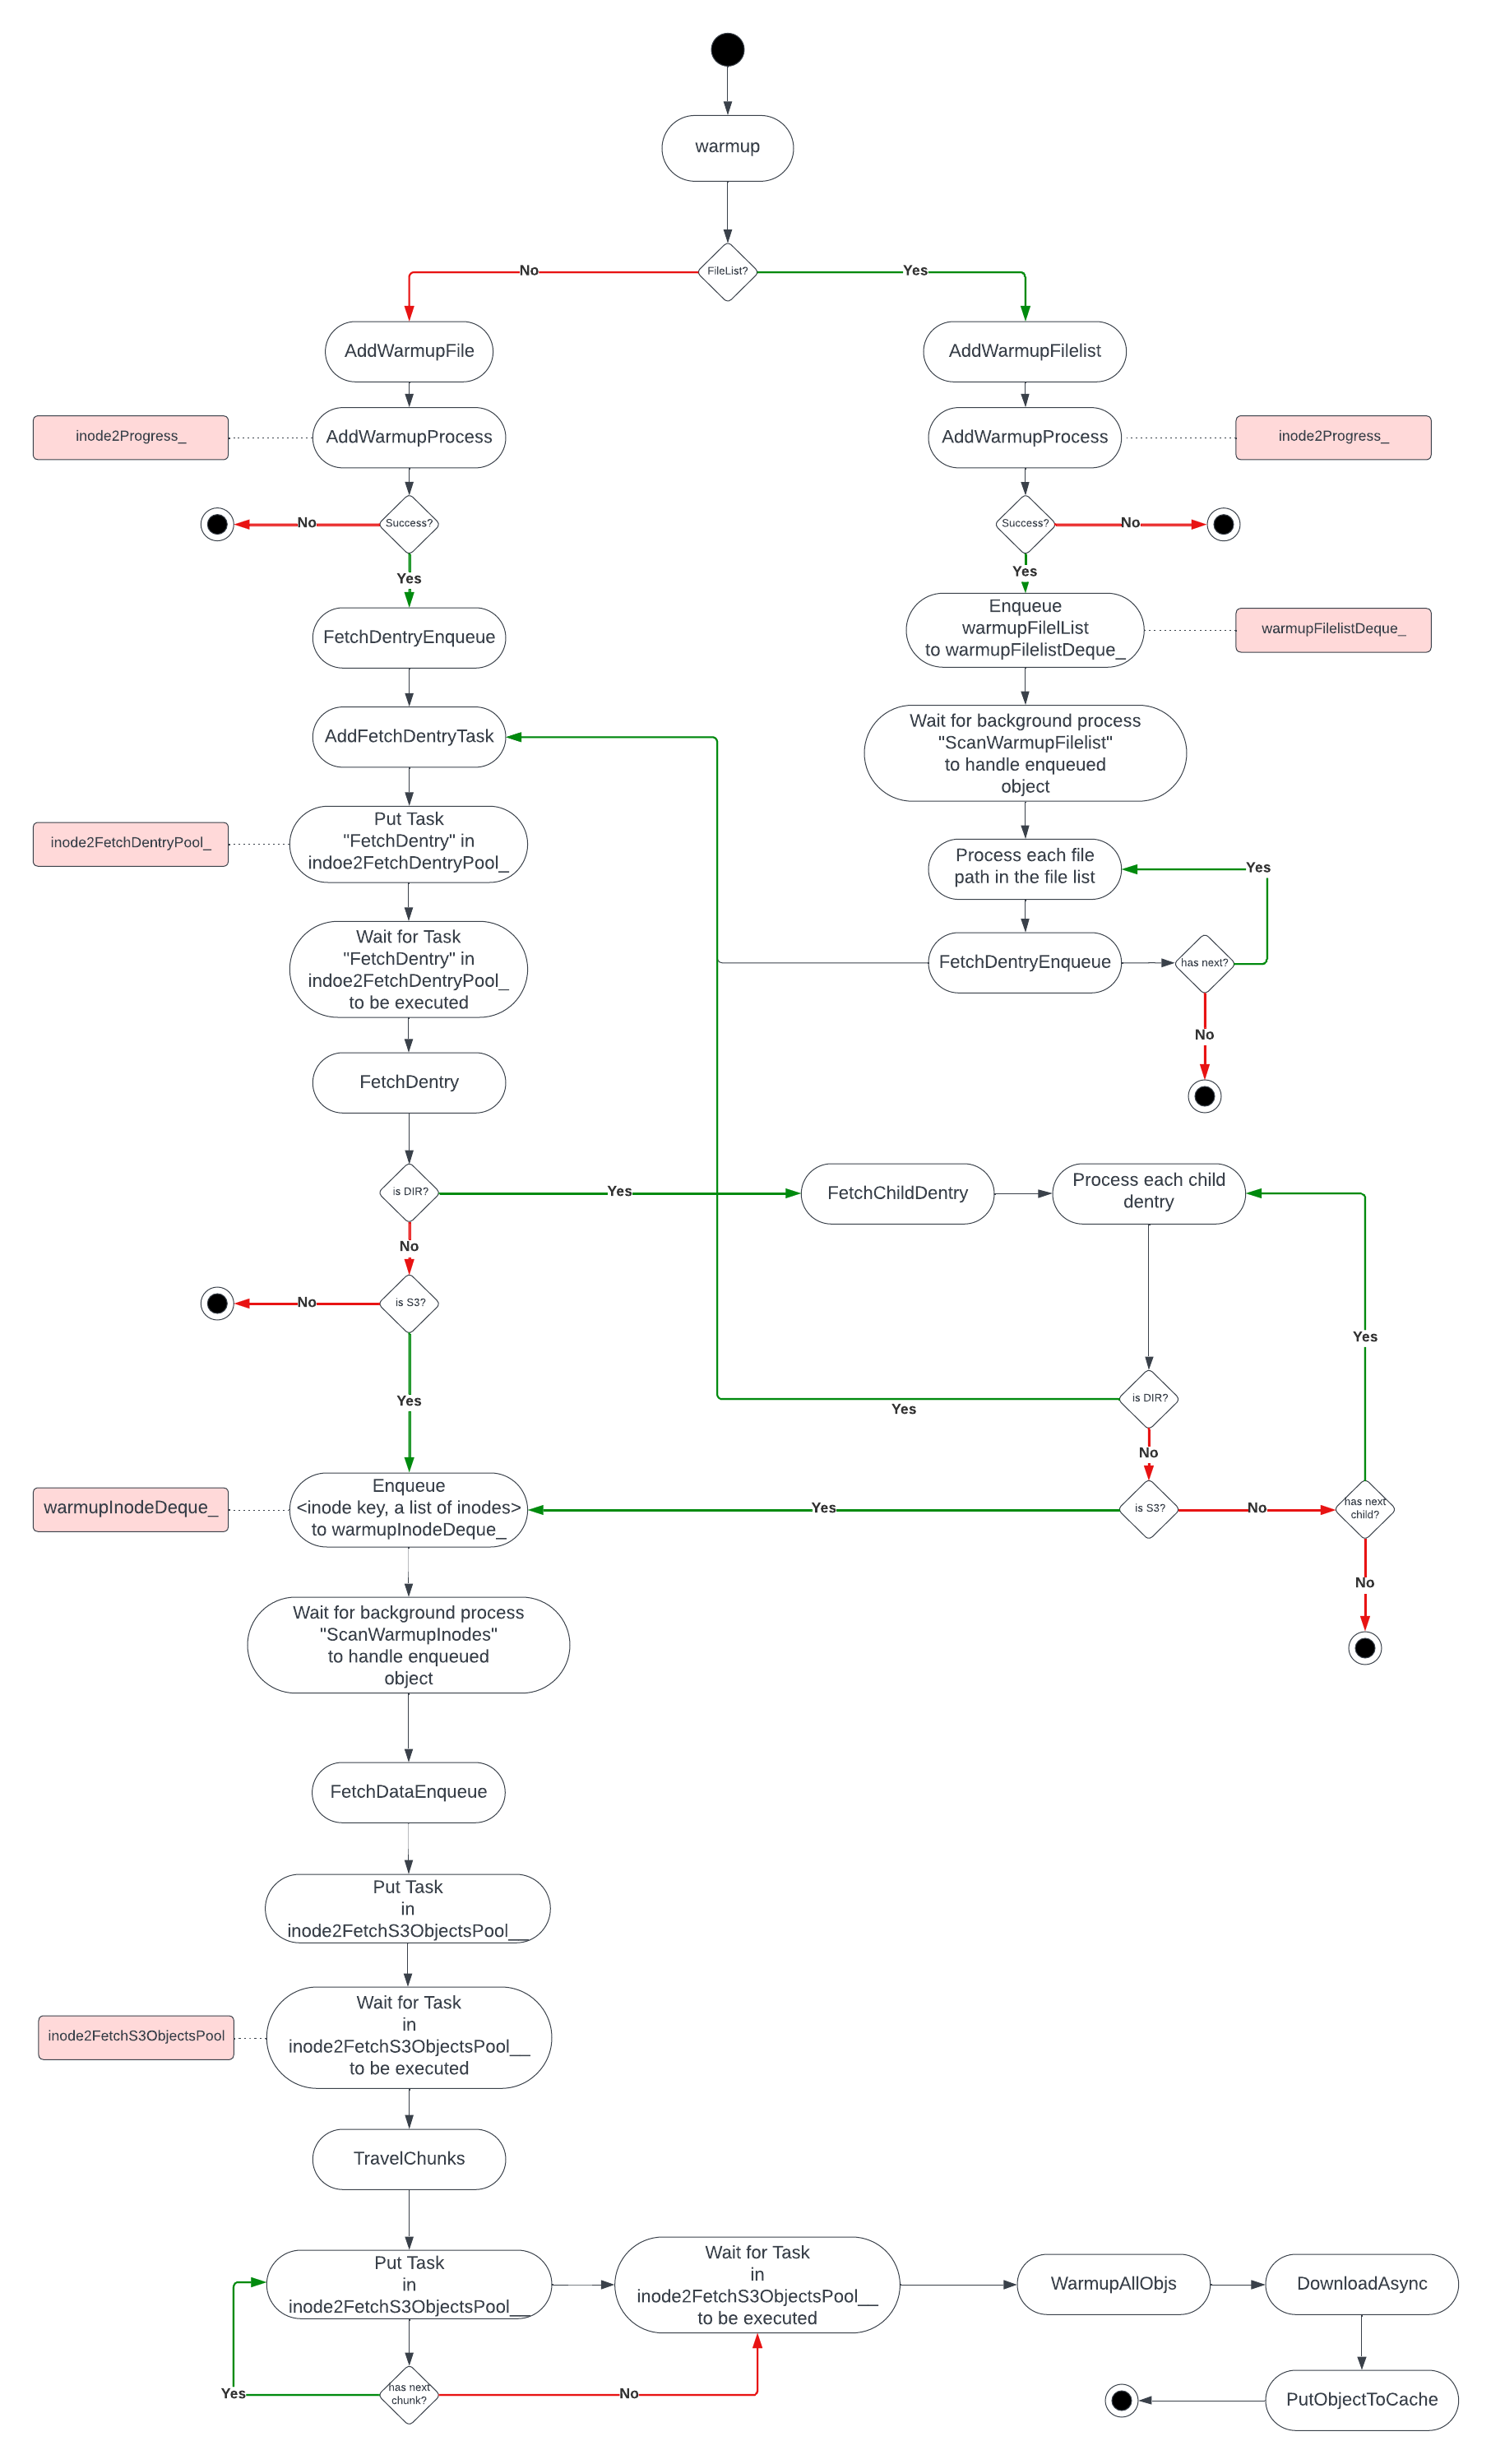 warmup
FileList?
No
Yes
AddWarmupFile
AddWarmupFilelist
inode2Progress_
AddWarmupProcess
AddWarmupProcess
inode2Progress_
No
Success?
Success?
No
Yes
Yes
Enqueue
warmupFilelList
to warmupFilelistDeque_
warmupFilelistDeque_
FetchDentryEnqueue
AddFetchDentryTask
Wait for background process
"ScanWarmupFilelist"
to handle enqueued
object
inode2FetchDentryPool_
Put Task
"FetchDentry" in
indoe2FetchDentryPool_
Process each file
path in the file list
Yes
Wait for Task
"FetchDentry" in
indoe2FetchDentryPool_
to be executed
FetchDentryEnqueue
has next?
No
FetchDentry
is DIR?
Yes
FetchChildDentry
Process each child
dentry
No
No
is S3?
Yes
Yes
is DIR?
Yes
No
warmupInodeDeque_
Enqueue
<inode key, a list of inodes>
to warmupInodeDeque_
Yes
is S3?
No
has next
child?
No
Wait for background process
"ScanWarmupInodes"
to handle enqueued
object
FetchDataEnqueue
Put Task
in
inode2FetchS3ObjectsPool__
inode2FetchS3ObjectsPool
Wait for Task
in
inode2FetchS3ObjectsPool__
to be executed
TravelChunks
Put Task
in
inode2FetchS3ObjectsPool__
Wait for Task
in
inode2FetchS3ObjectsPool__
to be executed
WarmupAllObjs
DownloadAsync
Yes
has next
chunk?
No
PutObjectToCache